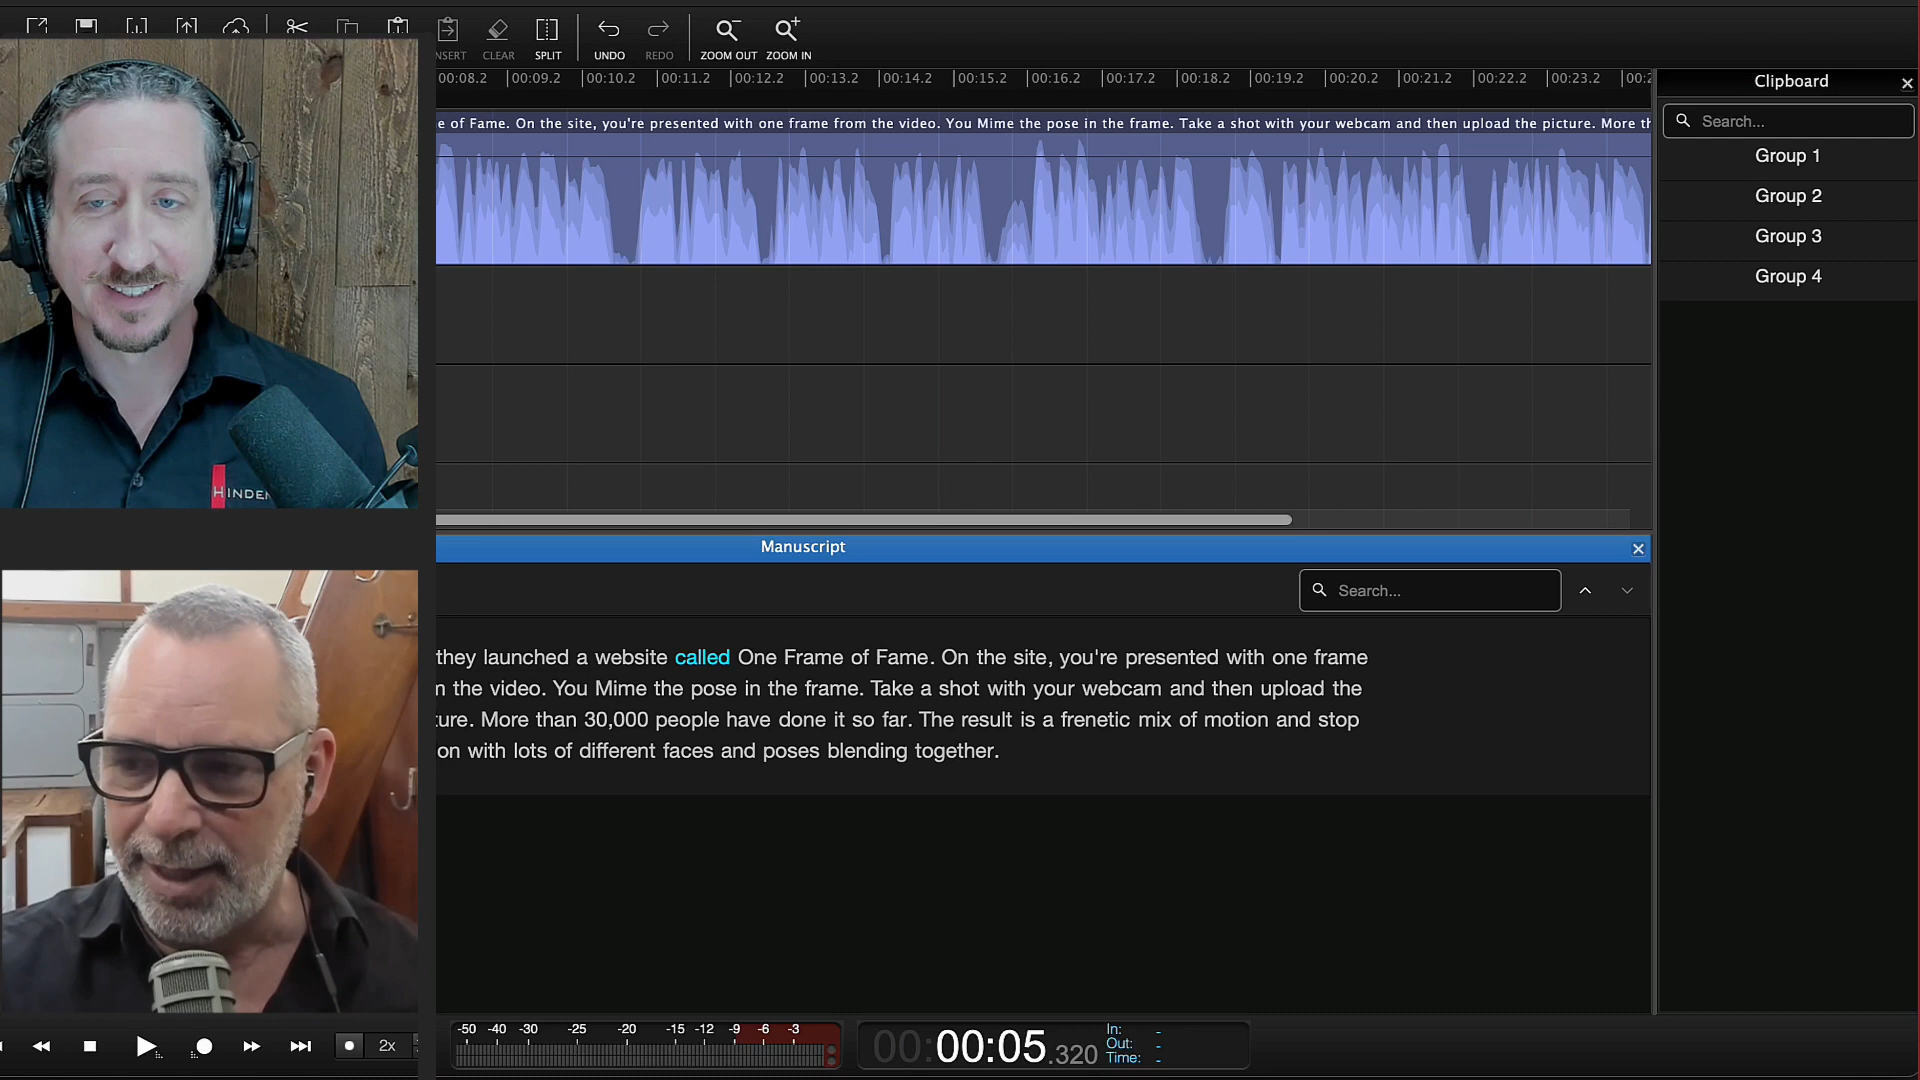 INSERT
CLEAR
SPLIT
UNDO
REDO
ZOOM OUT
ZOOM IN
00:08.2
00:09.2
00:10.2
00:11.2
00:12.2
00:13.2
00:14.2
00:15.2
00:16.2
00:17.2
00:18.2
00:19.2
00:20.2
00:21.2
00:22.2
00:23.2
00:2
e of Fame. On the site, you're presented with one frame from the video. You Mime the pose in the frame. Take a shot with your webcam and then upload the picture. More th
Clipboard
Search...
Group 1
Group 2
Group 3
Group 4
HINDEN
Manuscript
Search...
they launched a website called One Frame of Fame. On the site, you're presented with one frame
n the video. You Mime the pose in the frame. Take a shot with your webcam and then upload the
ture. More than 30,000 people have done it so far. The result is a frenetic mix of motion and stop
on with lots of different faces and poses blending together.
2x
-50 -40 -30 -25 -20 -15 -12 -9 -6 -3
00:00:05.320
In: -
Out: -
Time: -